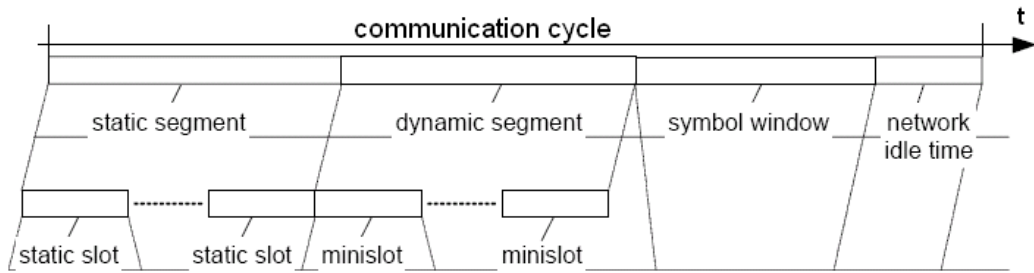 communication cycle
t
static segment
dynamic segment
symbol window
network
idle time
static slot
static slot
minislot
minislot